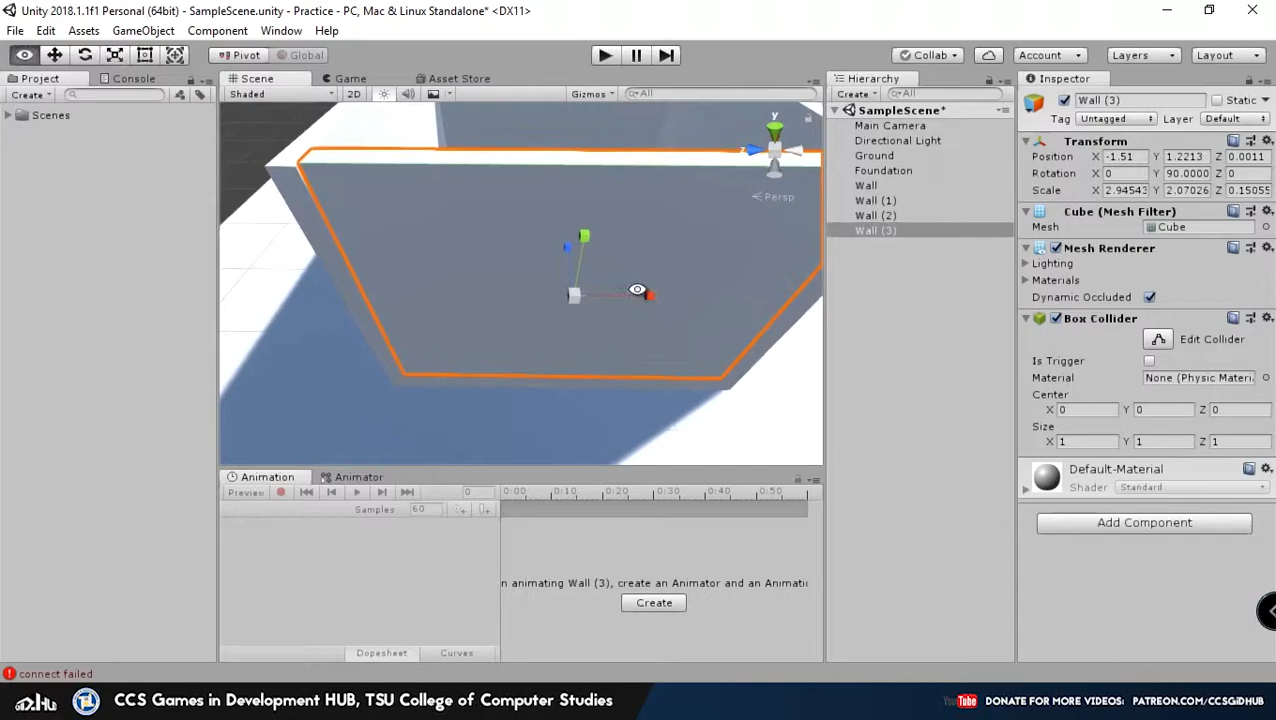 Unity 2018.1.1f1 Personal (64bit) - SampleScene.unity - Practice - PC, Mac & Linux Standalone* <DX11>
File Edit Assets GameObject Component Window Help
Pivot Global Collab Account Layers Layout
Project Console Scene Game Asset Store Hierarchy Inspector
Create Shaded 2D Gizmos All Create All Wall (3) Static
Scenes SampleScene* Tag Untagged Layer Default
Main Camera
Directional Light Transform
Ground Position X -1.51 Y 1.2213 Z 0.0011
Foundation Rotation X 0 Y 90.0000 Z 0
Wall Scale X 2.94543 Y 2.07026 Z 0.15055
Wall (1)
Wall (2) Cube (Mesh Filter)
Wall (3) Mesh Cube
y
z
Persp
Mesh Renderer
Lighting
Materials
Dynamic Occluded
Box Collider
Edit Collider
Is Trigger
Material None (Physic Materi
Center
X 0 Y 0 Z 0
Size
X 1 Y 1 Z 1
Default-Material
Shader Standard
Add Component
Animation Animator
Preview 0 0:00 0:10 0:20 0:30 0:40 0:50
Samples 60
n animating Wall (3), create an Animator and an Animati
Create
Dopesheet Curves
connect failed
CCS Games in Development HUB, TSU College of Computer Studies YouTube DONATE FOR MORE VIDEOS: PATREON.COM/CCSGIDHUB